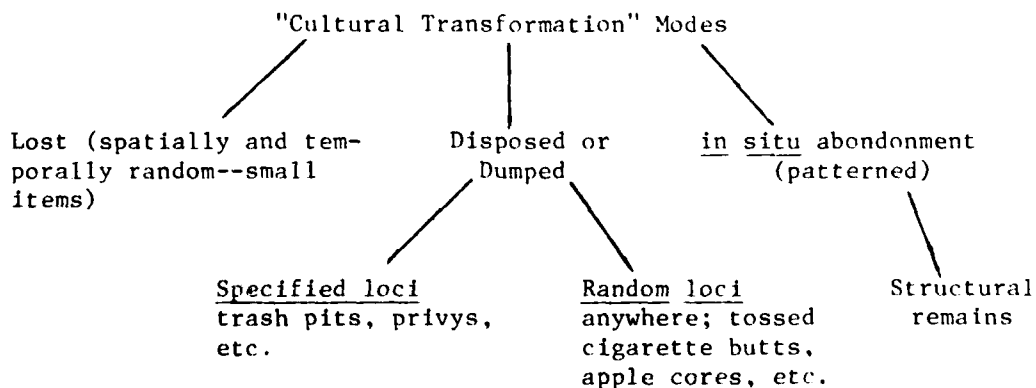 "Cultural Transformation" Modes
Lost (spatially and tem-
porally random--small
items)
Disposed or
Dumped
in situ abondonment
(patterned)
Specified loci
trash pits, privys,
etc.
Random loci
anywhere; tossed
cigarette butts,
apple cores, etc.
Structural
remains